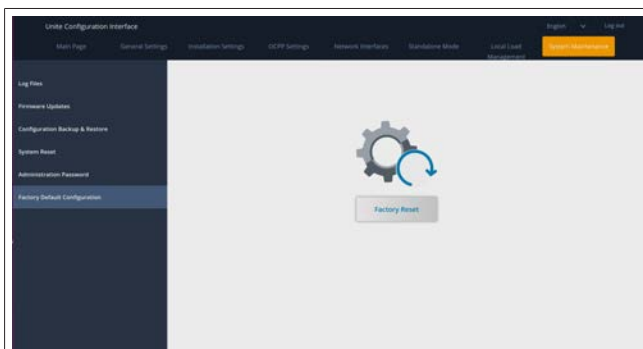 Unite Configuration Interface
English
Log out
Main Page
General Settings
Installation Settings
OCPP Settings
Network Interfaces
Standalone Mode
Local Load
Management
System Maintenance
Log Files
Firmware Updates
Configuration Backup & Restore
System Reset
Administration Password
Factory Default Configuration
Factory Reset